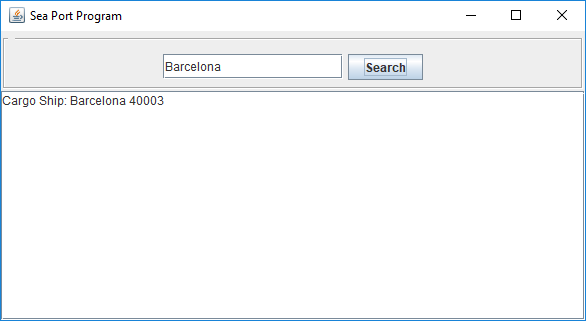 Sea Port Program
Barcelona Search
Cargo Ship: Barcelona 40003